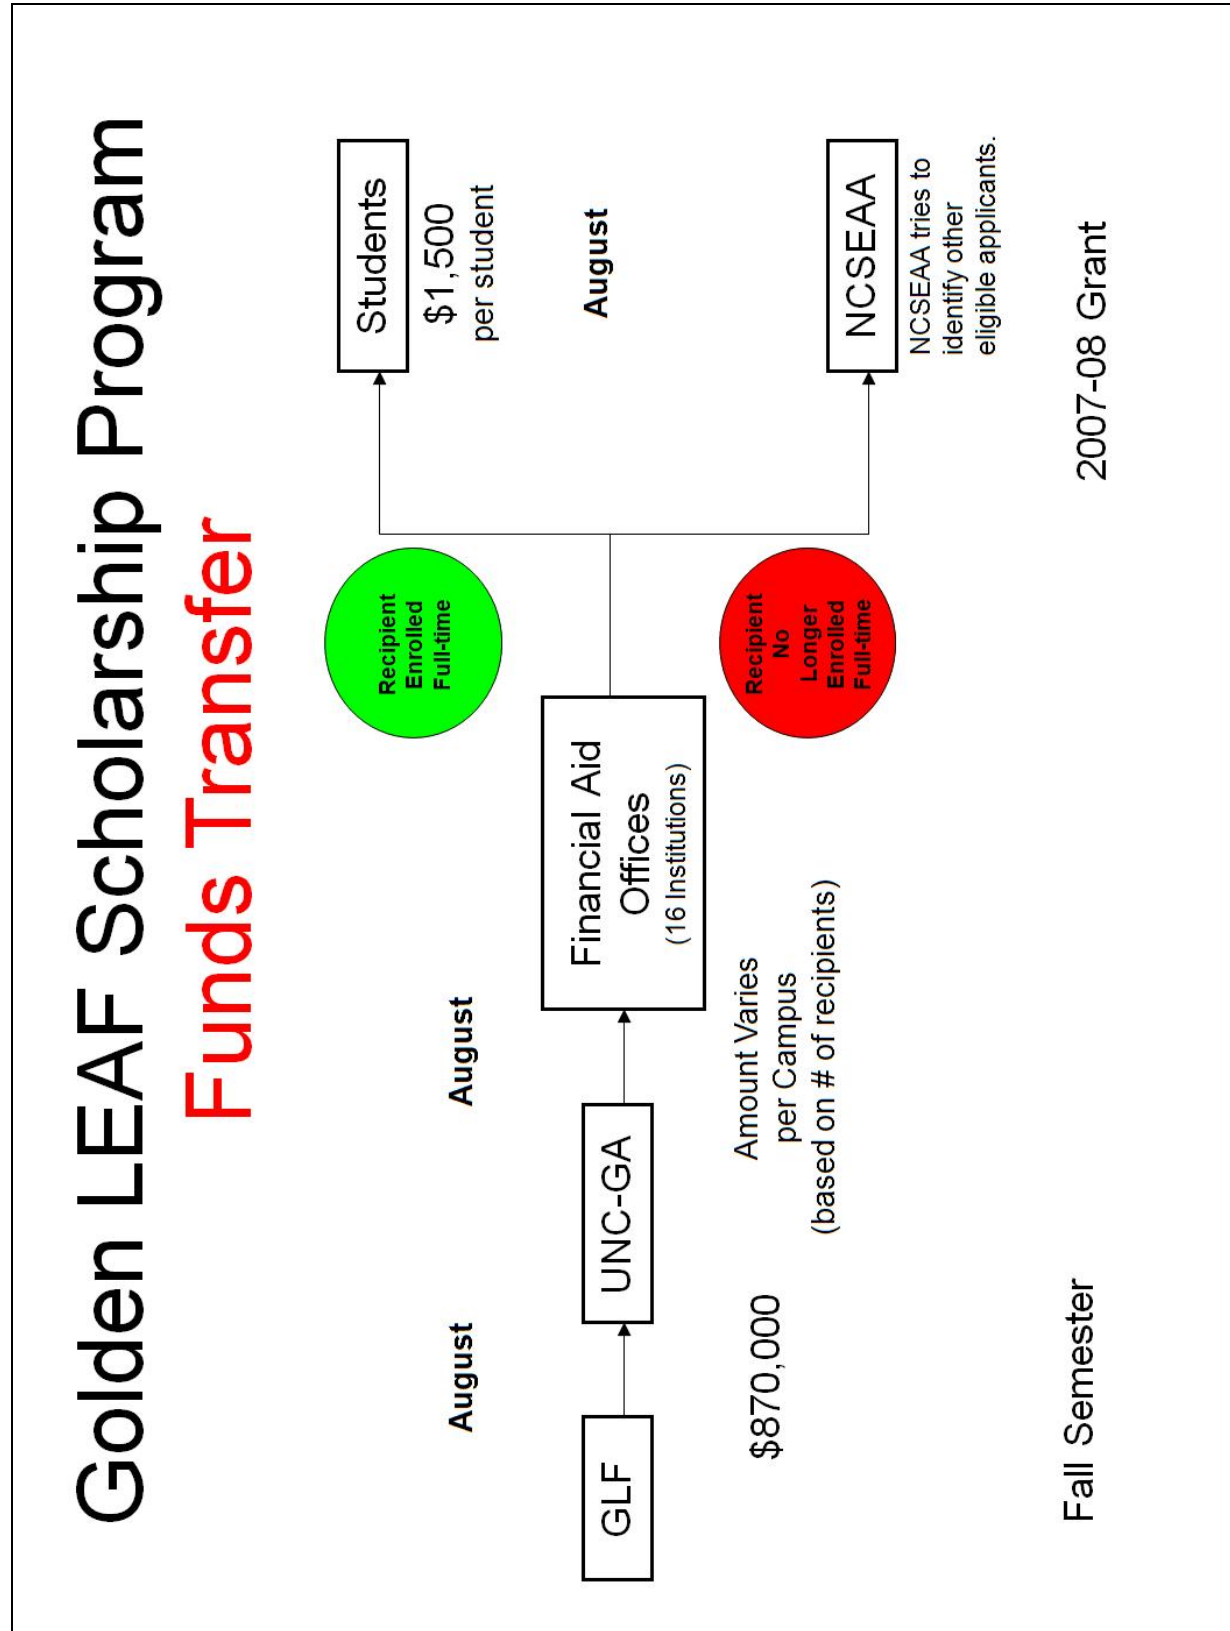 Golden LEAF Scholarship Program
Funds Transfer
August
August
GLF
UNC-GA
$870,000
Amount Varies
per Campus
(based on # of recipients)
Financial Aid
Offices
(16 Institutions)
Recipient
Enrolled
Full-time
Recipient
No
Longer
Enrolled
Full-time
Students
$1,500
per student
August
NCSEAA
NCSEAA tries to
identify other
eligible applicants.
Fall Semester
2007-08 Grant